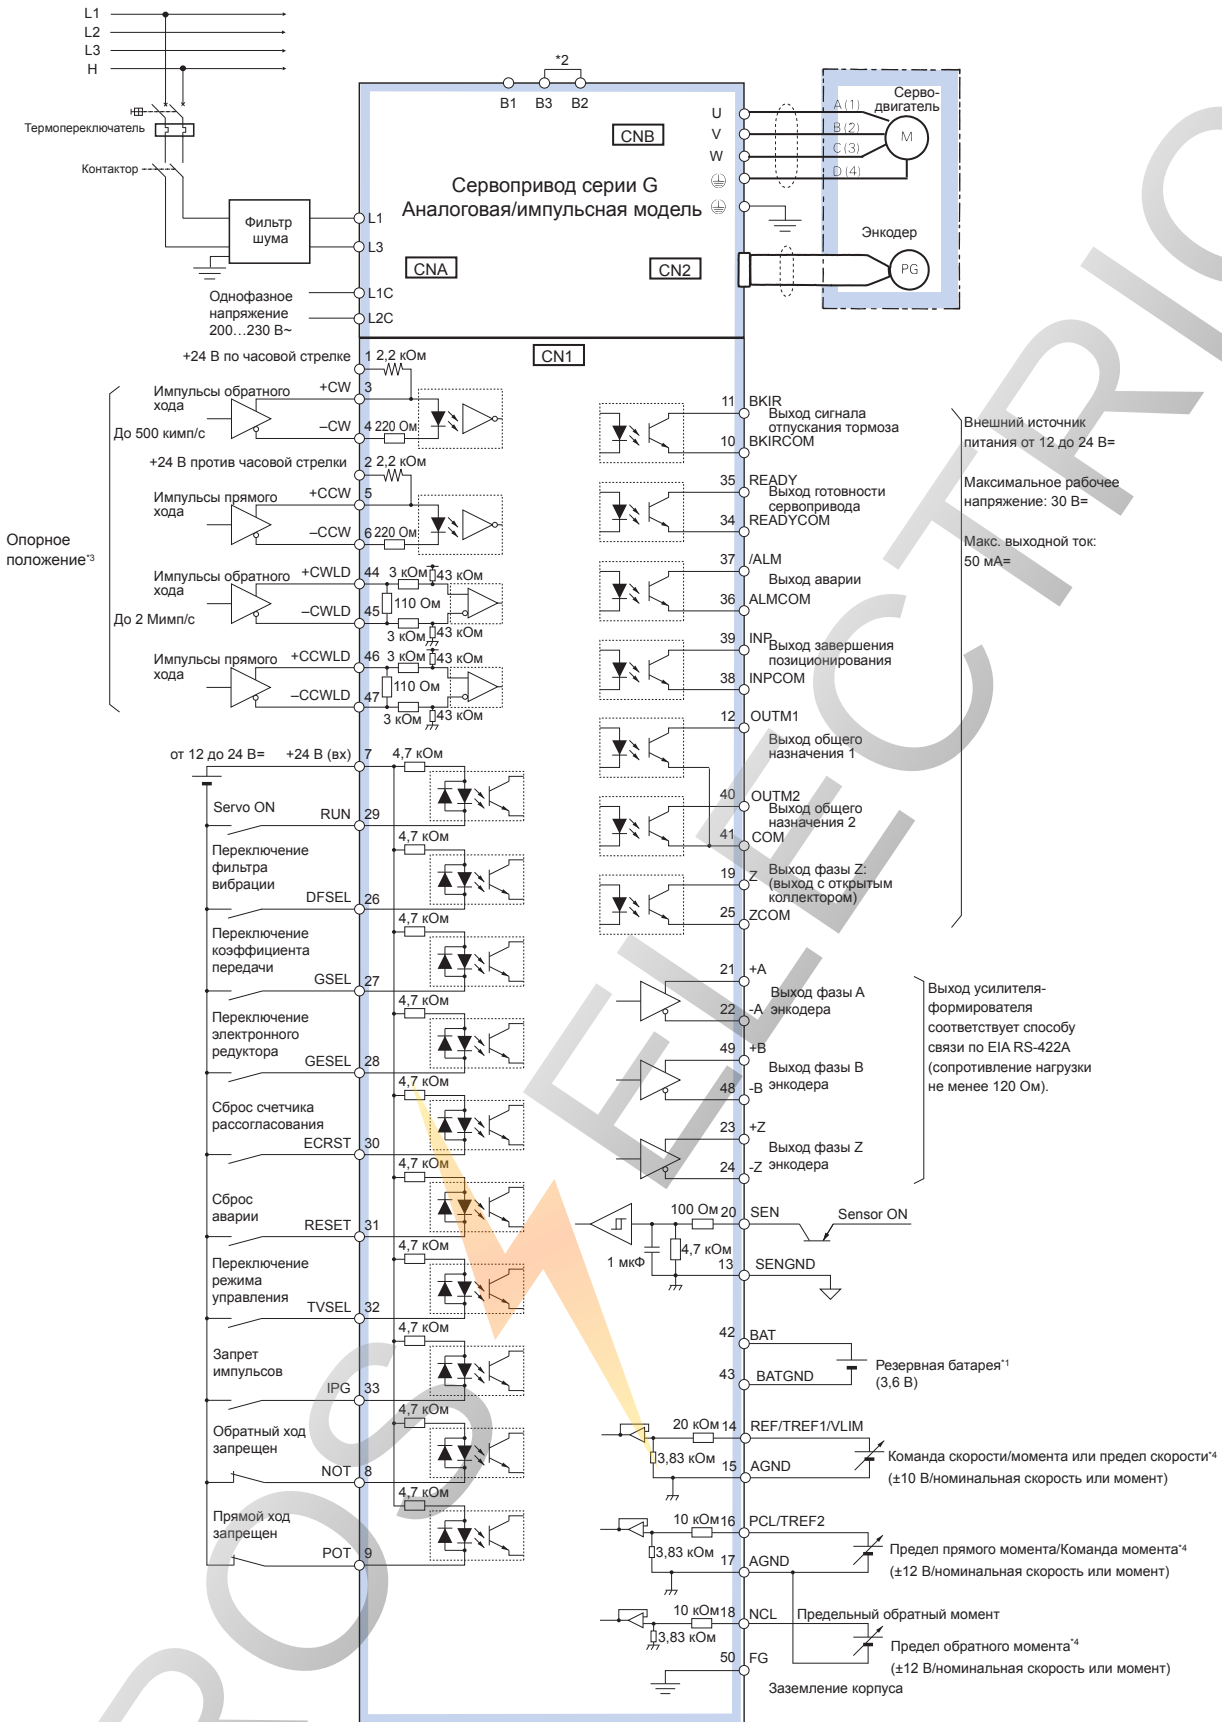 L1
L2
L3
H
Термопереключатель
Контактор
Фильтр
шума
Однофазное
напряжение
200…230 В~
L1
L3
L1C
L2C
*2
B1
B3
B2
CNB
Сервопривод серии G
Аналоговая/импульсная модель
CNA
CN2
CN1
U
V
W
A (1)
B (2)
C (3)
D (4)
Серво-
двигатель
M
Энкодер
PG
Опорное
положение*3
+24 В по часовой стрелке
1
2,2 кОм
Импульсы обратного
хода
+CW
3
До 500 кимп/с
–CW
4
220 Ом
+24 В против часовой стрелки
2
2,2 кОм
Импульсы прямого
хода
+CCW
5
–CCW
6
220 Ом
Импульсы обратного
хода
+CWLD
44
3 кОм
43 кОм
110 Ом
До 2 Мимп/с
–CWLD
45
3 кОм
43 кОм
Импульсы прямого
хода
+CCWLD
46
3 кОм
43 кОм
110 Ом
–CCWLD
47
3 кОм
43 кОм
от 12 до 24 В=
+24 В (вх)
7
4,7 кОм
Servo ON
RUN
29
4,7 кОм
Переключение
фильтра
вибрации
DFSEL
26
4,7 кОм
Переключение
коэффициента
передачи
GSEL
27
4,7 кОм
Переключение
электронного
редуктора
GESEL
28
4,7 кОм
Сброс счетчика
рассогласования
ECRST
30
4,7 кОм
Сброс
аварии
RESET
31
4,7 кОм
Переключение
режима
управления
TVSEL
32
4,7 кОм
Запрет
импульсов
IPG
33
4,7 кОм
Обратный ход
запрещен
NOT
8
4,7 кОм
Прямой ход
запрещен
POT
9
11
BKIR
Выход сигнала
отпускания тормоза
10
BKIRCOM
35
READY
Выход готовности
сервопривода
34
READYCOM
37
/ALM
Выход аварии
36
ALMCOM
39
INP
Выход завершения
позиционирования
38
INPCOM
12
OUTM1
Выход общего
назначения 1
40
OUTM2
Выход общего
назначения 2
41
COM
19
Z
Выход фазы Z:
(выход с открытым
коллектором)
25
ZCOM
Внешний источник
питания от 12 до 24 В=
Максимальное рабочее
напряжение: 30 В=
Макс. выходной ток:
50 мА=
21
+A
Выход фазы A
энкодера
22
-A
49
+B
Выход фазы B
энкодера
48
-B
23
+Z
Выход фазы Z
энкодера
24
-Z
Выход усилителя-
формирователя
соответствует способу
связи по EIA RS-422A
(сопротивление нагрузки
не менее 120 Ом).
100 Ом
20
SEN
Sensor ON
4,7 кОм
1 мкФ
13
SENGND
42
BAT
Резервная батарея*1
(3,6 В)
43
BATGND
20 кОм
14
REF/TREF1/VLIM
3,83 кОм
15
AGND
Команда скорости/момента или предел скорости*4
(±10 В/номинальная скорость или момент)
10 кОм
16
PCL/TREF2
3,83 кОм
17
AGND
Предел прямого момента/Команда момента*4
(±12 В/номинальная скорость или момент)
10 кОм
18
NCL
Предельный обратный момент
3,83 кОм
Предел обратного момента*4
(±12 В/номинальная скорость или момент)
50
FG
Заземление корпуса
ROS ELECTRIC